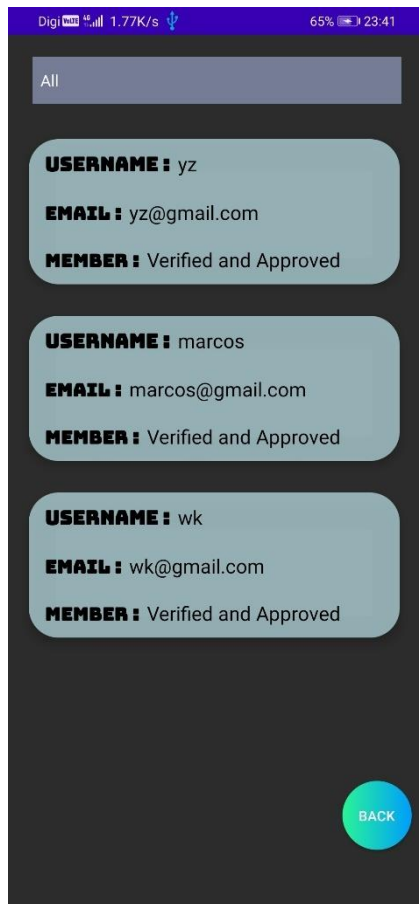 Digi VoLTE 4G 1.77K/s 65% 23:41
All
USERNAME : yz
EMAIL : yz@gmail.com
MEMBER : Verified and Approved
USERNAME : marcos
EMAIL : marcos@gmail.com
MEMBER : Verified and Approved
USERNAME : wk
EMAIL : wk@gmail.com
MEMBER : Verified and Approved
BACK